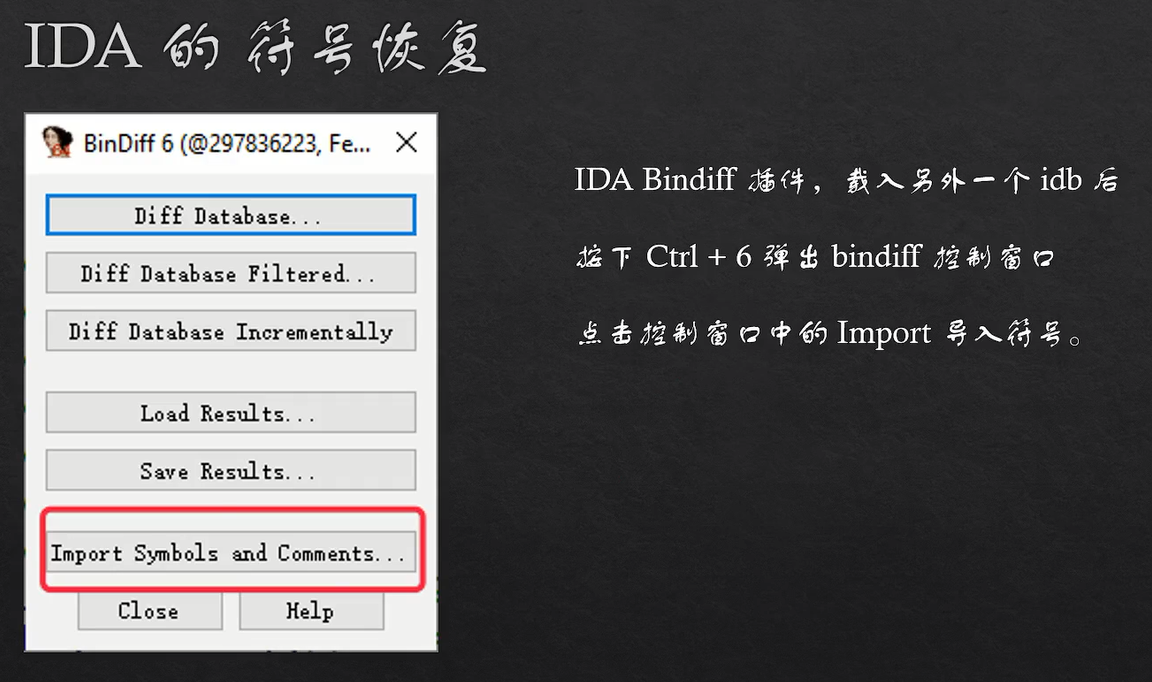 IDA 的 符号恢复
BinDiff 6 (@297836223, Fe...
Diff Database...
Diff Database Filtered...
Diff Database Incrementally
Load Results...
Save Results...
Import Symbols and Comments...
Close
Help
IDA Bindiff 插件，载入另外一个 idb 后
按下 Ctrl + 6 弹出 bindiff 控制窗口
点击控制窗口中的 Import 导入符号。